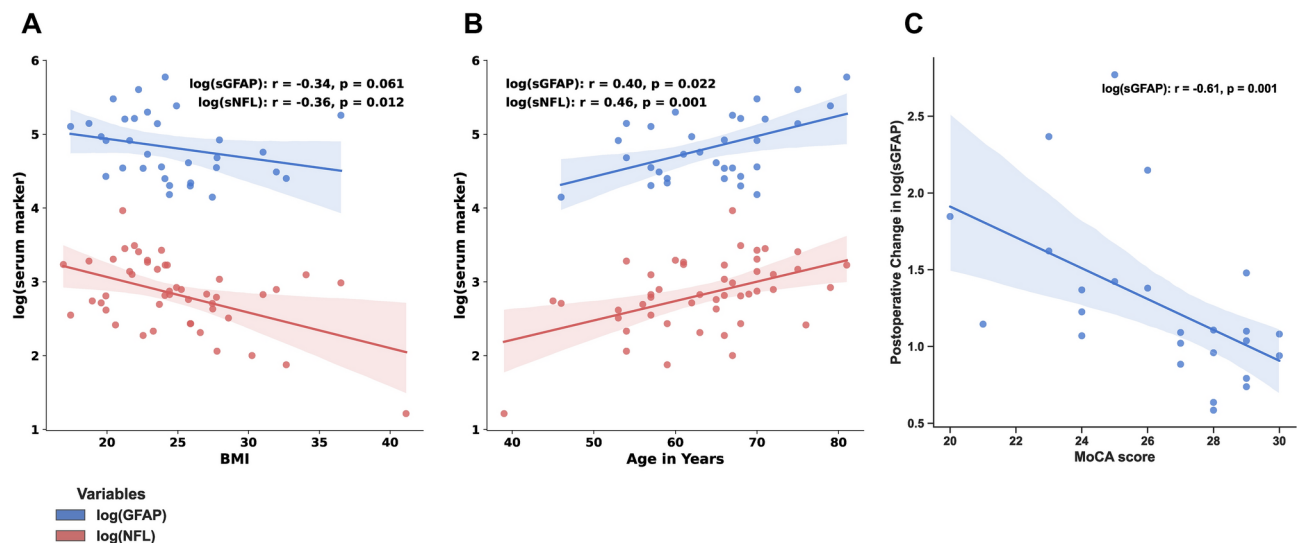 A
log(sGFAP): r = -0.34, p = 0.061
log(sNFL): r = -0.36, p = 0.012
log(serum marker)
6
5
4
3
2
1
20
25
30
35
40
BMI
B
log(sGFAP): r = 0.40, p = 0.022
log(sNFL): r = 0.46, p = 0.001
log(serum marker)
6
5
4
3
2
1
40
50
60
70
80
Age in Years
C
log(sGFAP): r = -0.61, p = 0.001
Postoperative Change in log(sGFAP)
2.5
2.0
1.5
1.0
0.5
20
22
24
26
28
30
MoCA score
Variables
log(GFAP)
log(NFL)